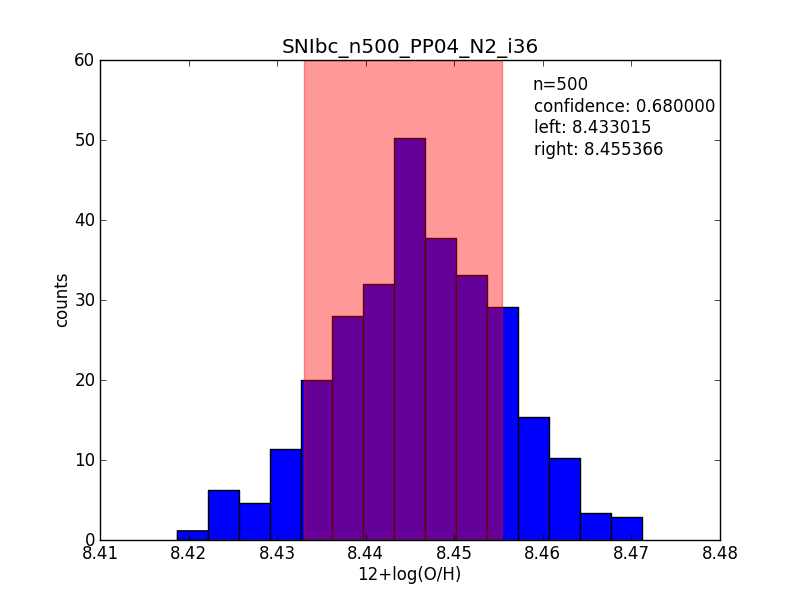 SNIbc_n500_PP04_N2_i36
n=500
confidence: 0.680000
left: 8.433015
right: 8.455366
60
50
40
30
20
10
0
counts
8.41 8.42 8.43 8.44 8.45 8.46 8.47 8.48
12+log(O/H)